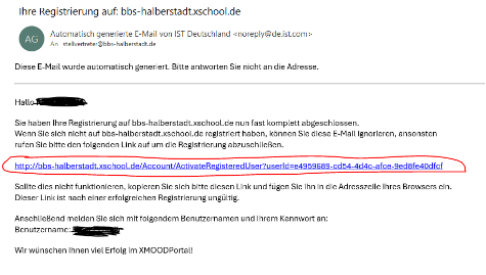 Ihre Registrierung auf: bbs-halberstadt.xschool.de
AG
Automatisch generierte E-Mail von IST Deutschland <noreply@de.ist.com>
An: stellvertreter@bbs-halberstadt.de
Diese E-Mail wurde automatisch generiert. Bitte antworten Sie nicht an die Adresse.
Hallo
Sie haben Ihre Registrierung auf bbs-halberstadt.xschool.de nun fast komplett abgeschlossen.
Wenn Sie sich nicht auf bbs-halberstadt.xschool.de registriert haben, können Sie diese E-Mail ignorieren, ansonsten
rufen Sie bitte den folgenden Link auf um die Registrierung abzuschließen.
http://bbs-halberstadt.xschool.de/Account/ActivateRegisteredUser?userId=e4959689-cd54-4d4c-afce-9ed8fe40dfcf
Sollte dies nicht funktionieren, kopieren Sie sich bitte diesen Link und fügen Sie ihn in die Adresszeile Ihres Browsers ein.
Dieser Link ist nach einer erfolgreichen Registrierung ungültig.
Anschließend melden Sie sich mit folgendem Benutzernamen und Ihrem Kennwort an:
Benutzername:
Wir wünschen Ihnen viel Erfolg im XMOODPortal!